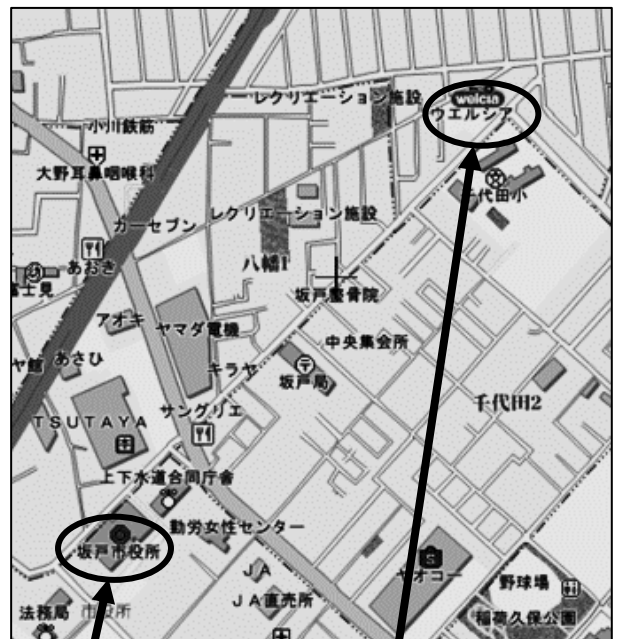 レクリエーション施設
welcia
ウエルシア
小川鉄筋
大野耳鼻咽喉科
千代田小
ガーセブン
レクリエーション施設
あおき
八幡1
富士見
坂戸整骨院
アオキ
ヤマダ電機
中央集会所
ヤ館
あさひ
キラヤ
坂戸局
千代田2
サングリエ
TSUTAYA
上下水道合同庁舎
勤労女性センター
坂戸市役所
ヤオコー
JA
野球場
JA直売所
法務局
市役所
稲荷久保公園